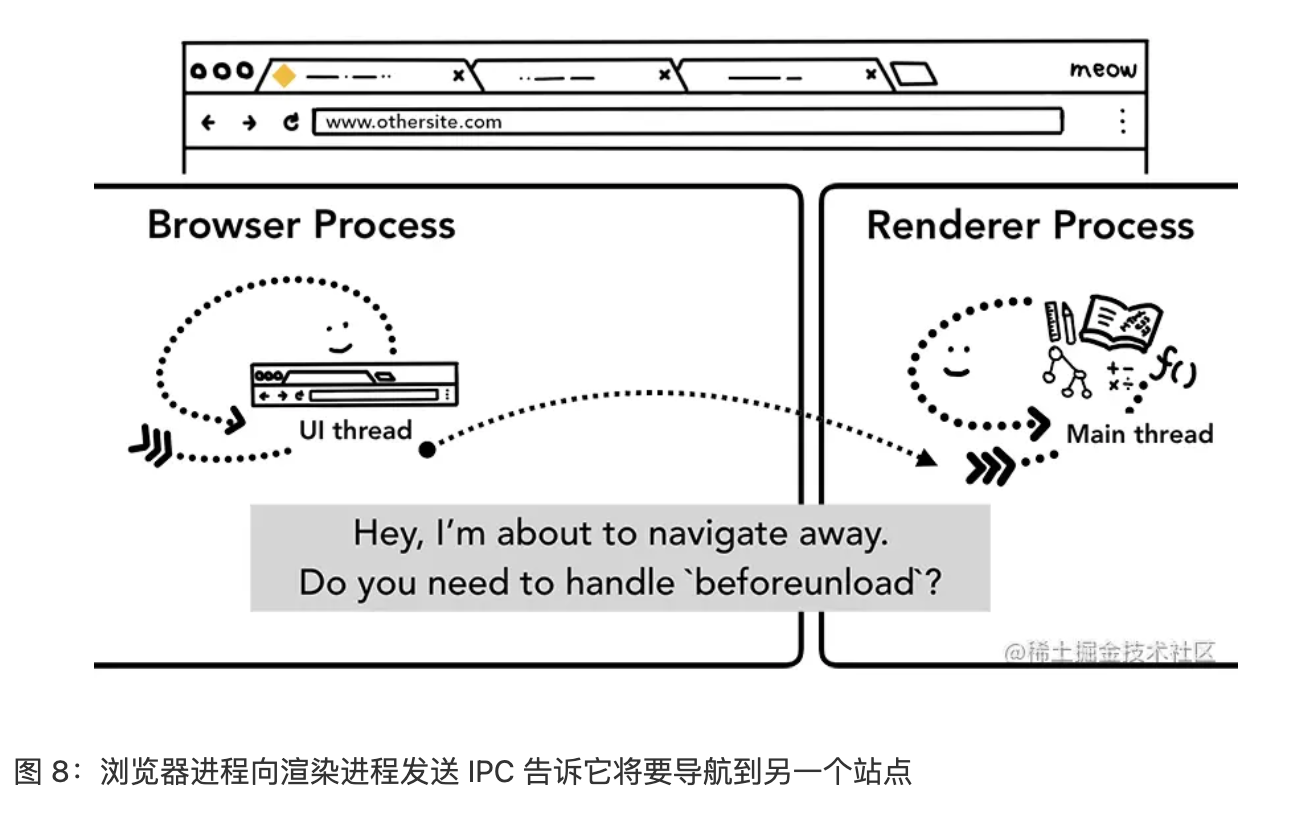 meow
www.othersite.com
Browser Process
Renderer Process
f()
UI thread
Main thread
Hey, I'm about to navigate away.
Do you need to handle `beforeunload`?
@稀土掘金技术社区
图 8：浏览器进程向渲染进程发送 IPC 告诉它将要导航到另一个站点